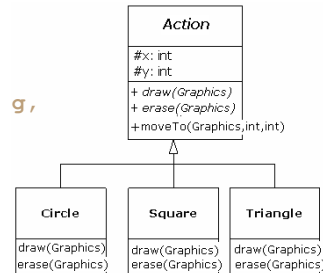 Action
#x: int
#y: int
g,
+ draw(Graphics)
+ erase(Graphics)
+moveTo(Graphics,int,int)
Circle
Square
Triangle
draw(Graphics)
draw(Graphics)
draw(Graphics)
erase(Graphics)
erase(Graphics)
erase(Graphics)